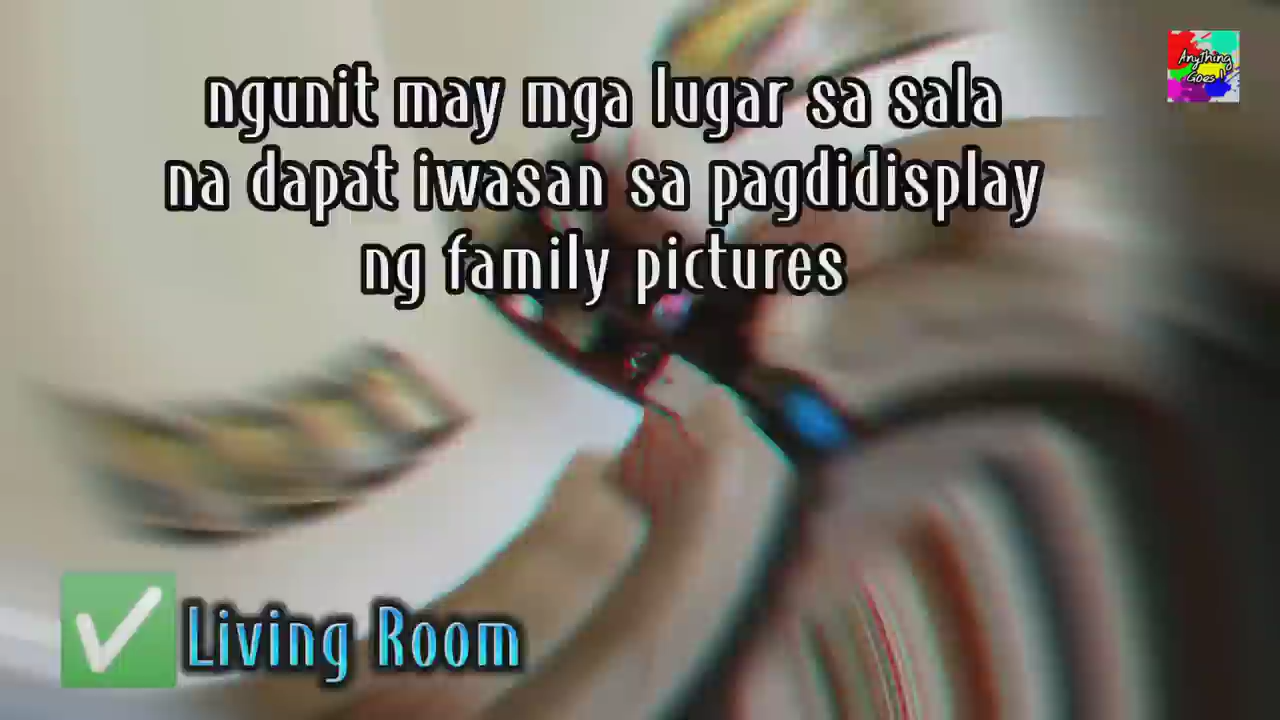 Anything
Goes!
ngunit may mga lugar sa sala
na dapat iwasan sa pagdidisplay
ng family pictures
Living Room